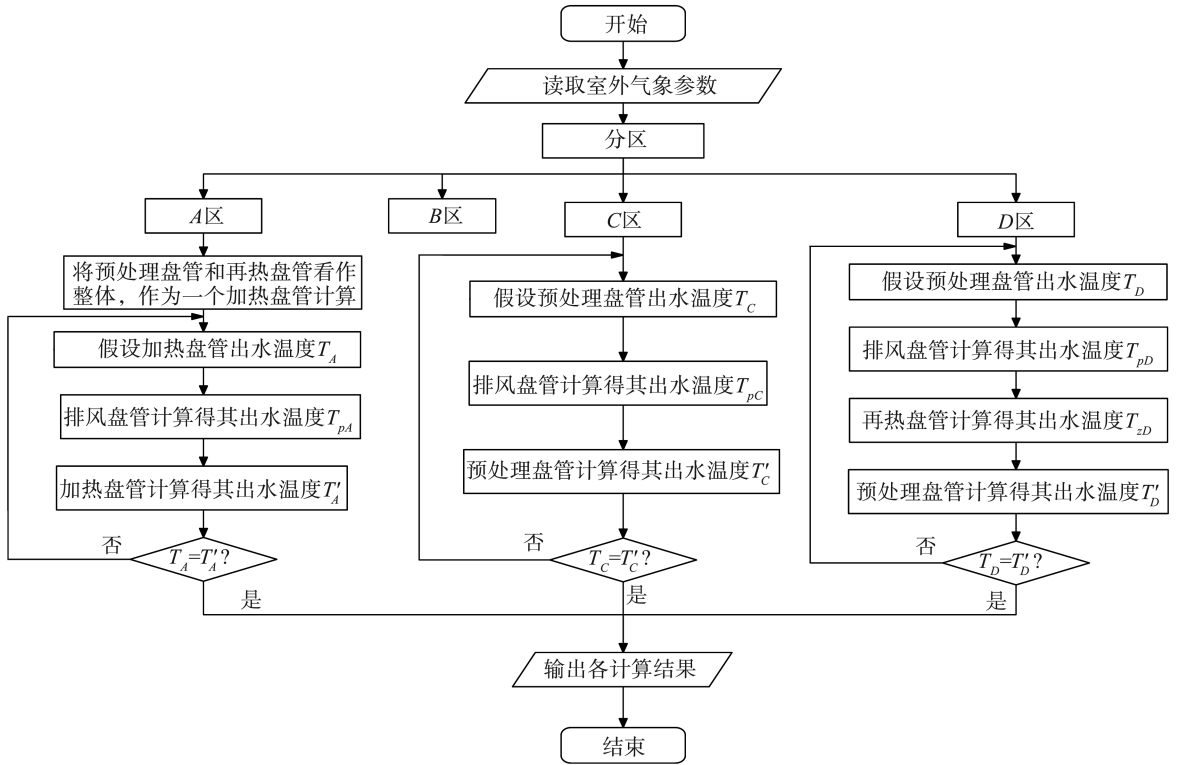 开始
读取室外气象参数
分区
A区
B区
C区
D区
将预处理盘管和再热盘管看作
整体，作为一个加热盘管计算
假设加热盘管出水温度T_A
排风盘管计算得其出水温度T_pA
加热盘管计算得其出水温度T′_A
否
T_A=T′_A?
是
假设预处理盘管出水温度T_C
排风盘管计算得其出水温度T_pC
预处理盘管计算得其出水温度T′_C
否
T_C=T′_C?
是
假设预处理盘管出水温度T_D
排风盘管计算得其出水温度T_pD
再热盘管计算得其出水温度T_zD
预处理盘管计算得其出水温度T′_D
否
T_D=T′_D?
是
输出各计算结果
结束